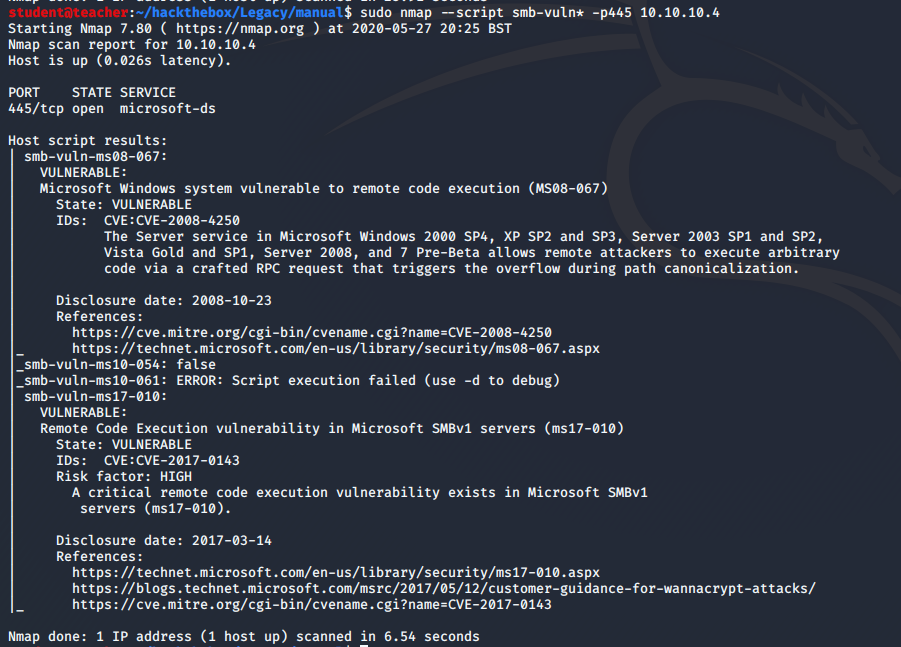 student@teacher:~/hackthebox/Legacy/manual$ sudo nmap --script smb-vuln* -p445 10.10.10.4
Starting Nmap 7.80 ( https://nmap.org ) at 2020-05-27 20:25 BST
Nmap scan report for 10.10.10.4
Host is up (0.026s latency).
PORT    STATE SERVICE
445/tcp open  microsoft-ds
Host script results:
| smb-vuln-ms08-067:
|   VULNERABLE:
|   Microsoft Windows system vulnerable to remote code execution (MS08-067)
|     State: VULNERABLE
|     IDs:  CVE:CVE-2008-4250
|           The Server service in Microsoft Windows 2000 SP4, XP SP2 and SP3, Server 2003 SP1 and SP2,
|           Vista Gold and SP1, Server 2008, and 7 Pre-Beta allows remote attackers to execute arbitrary
|           code via a crafted RPC request that triggers the overflow during path canonicalization.
|
|     Disclosure date: 2008-10-23
|     References:
|       https://cve.mitre.org/cgi-bin/cvename.cgi?name=CVE-2008-4250
|_      https://technet.microsoft.com/en-us/library/security/ms08-067.aspx
|_smb-vuln-ms10-054: false
|_smb-vuln-ms10-061: ERROR: Script execution failed (use -d to debug)
| smb-vuln-ms17-010:
|   VULNERABLE:
|   Remote Code Execution vulnerability in Microsoft SMBv1 servers (ms17-010)
|     State: VULNERABLE
|     IDs:  CVE:CVE-2017-0143
|     Risk factor: HIGH
|       A critical remote code execution vulnerability exists in Microsoft SMBv1
|        servers (ms17-010).
|
|     Disclosure date: 2017-03-14
|     References:
|       https://technet.microsoft.com/en-us/library/security/ms17-010.aspx
|       https://blogs.technet.microsoft.com/msrc/2017/05/12/customer-guidance-for-wannacrypt-attacks/
|_      https://cve.mitre.org/cgi-bin/cvename.cgi?name=CVE-2017-0143
Nmap done: 1 IP address (1 host up) scanned in 6.54 seconds